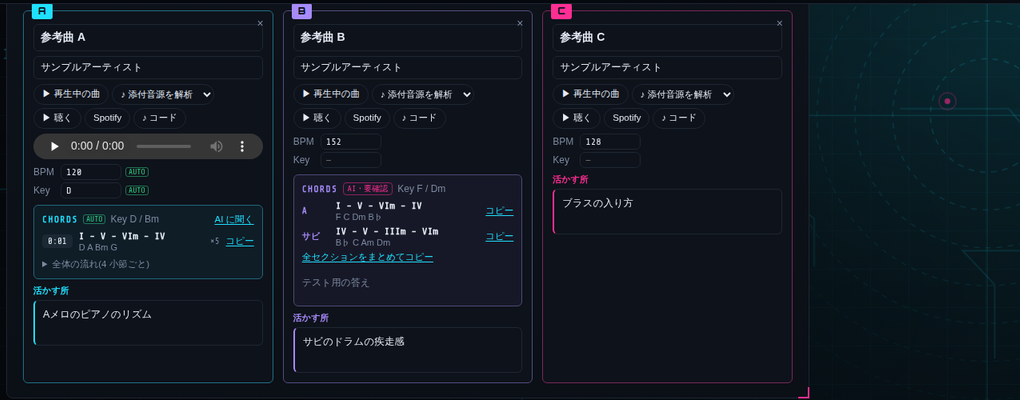 A
×
参考曲 A
サンプルアーティスト
▶ 再生中の曲
♪ 添付音源を解析
▶ 聴く
Spotify
♪ コード
0:00 / 0:00
BPM 120 AUTO
Key D AUTO
CHORDS AUTO Key D / Bm AI に聞く
0:01 I − V − VIm − IV ×5 コピー
D A Bm G
▶ 全体の流れ(4 小節ごと)
活かす所
Aメロのピアノのリズム
B
×
参考曲 B
サンプルアーティスト
▶ 再生中の曲
♪ 添付音源を解析
▶ 聴く
Spotify
♪ コード
BPM 152
Key −
CHORDS AI・要確認 Key F / Dm
A I − V − VIm − IV コピー
F C Dm B♭
サビ IV − V − IIIm − VIm コピー
B♭ C Am Dm
全セクションをまとめてコピー
テスト用の答え
活かす所
サビのドラムの疾走感
C
×
参考曲 C
サンプルアーティスト
▶ 再生中の曲
♪ 添付音源を解析
▶ 聴く
Spotify
♪ コード
BPM 128
Key −
活かす所
ブラスの入り方